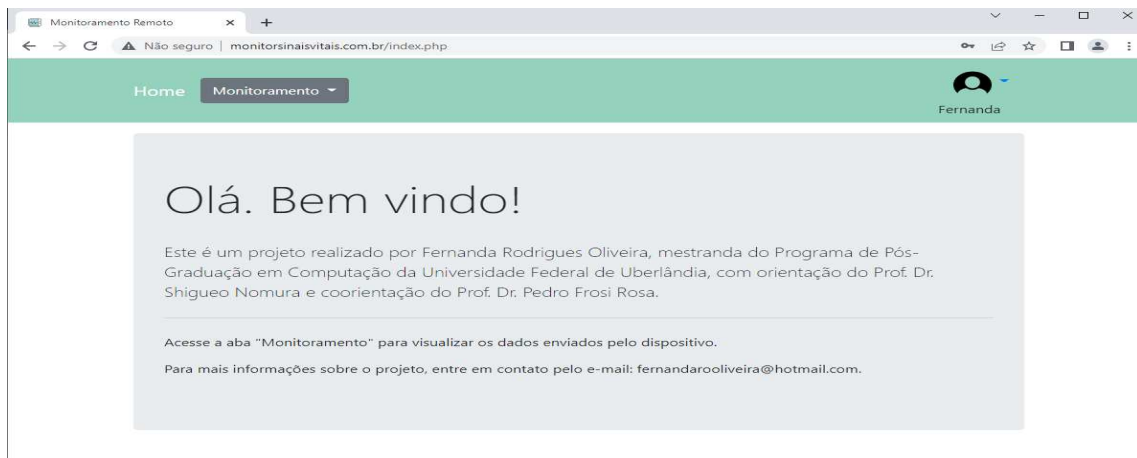 Monitoramento Remoto
Não seguro | monitorsinaisvitais.com.br/index.php
Home Monitoramento
Fernanda
Olá. Bem vindo!
Este é um projeto realizado por Fernanda Rodrigues Oliveira, mestranda do Programa de Pós-
Graduação em Computação da Universidade Federal de Uberlândia, com orientação do Prof. Dr.
Shigueo Nomura e coorientação do Prof. Dr. Pedro Frosi Rosa.
Acesse a aba "Monitoramento" para visualizar os dados enviados pelo dispositivo.
Para mais informações sobre o projeto, entre em contato pelo e-mail: fernandarooliveira@hotmail.com.